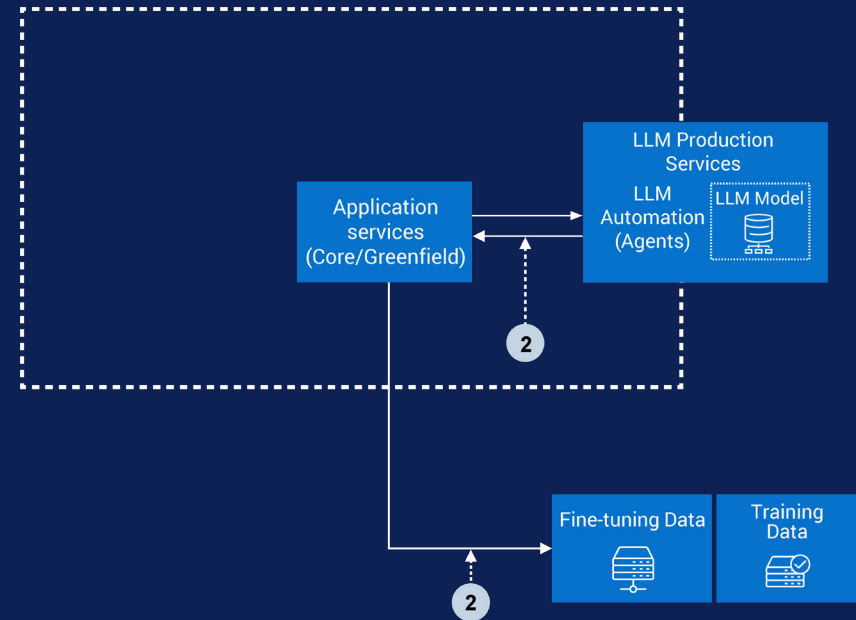 LLM Production
Services
LLM
Automation
(Agents)
LLM Model
Application
services
(Core/Greenfield)
2
Fine-tuning Data
Training
Data
2